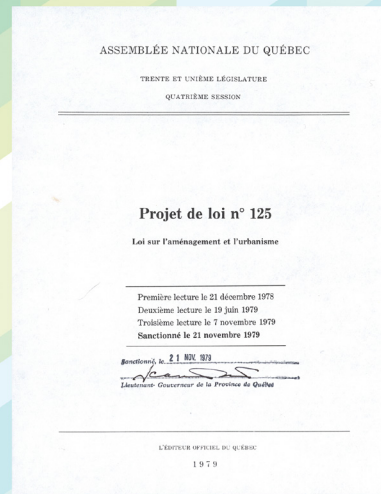 ASSEMBLÉE NATIONALE DU QUÉBEC
TRENTE ET UNIÈME LÉGISLATURE
QUATRIÈME SESSION
Projet de loi n° 125
Loi sur l'aménagement et l'urbanisme
Première lecture le 21 décembre 1978
Deuxième lecture le 19 juin 1979
Troisième lecture le 7 novembre 1979
Sanctionné le 21 novembre 1979
Sanctionné, le 21 NOV. 1979
Lieutenant-Gouverneur de la Province de Québec
L'ÉDITEUR OFFICIEL DU QUÉBEC
1979